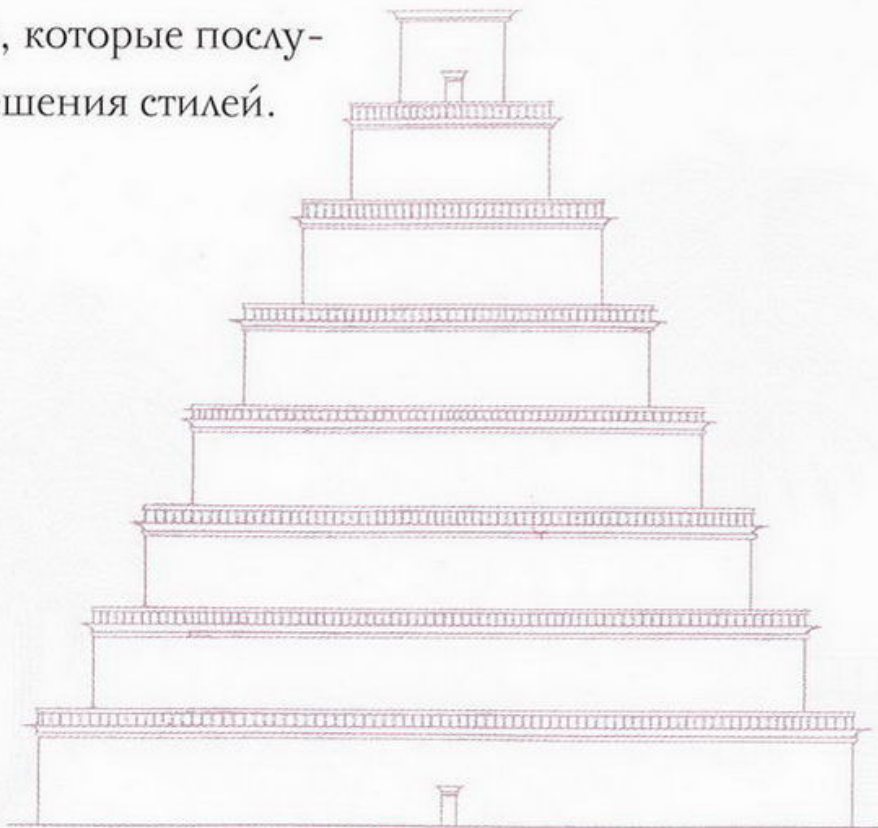 , которые послу-
шения стилей.